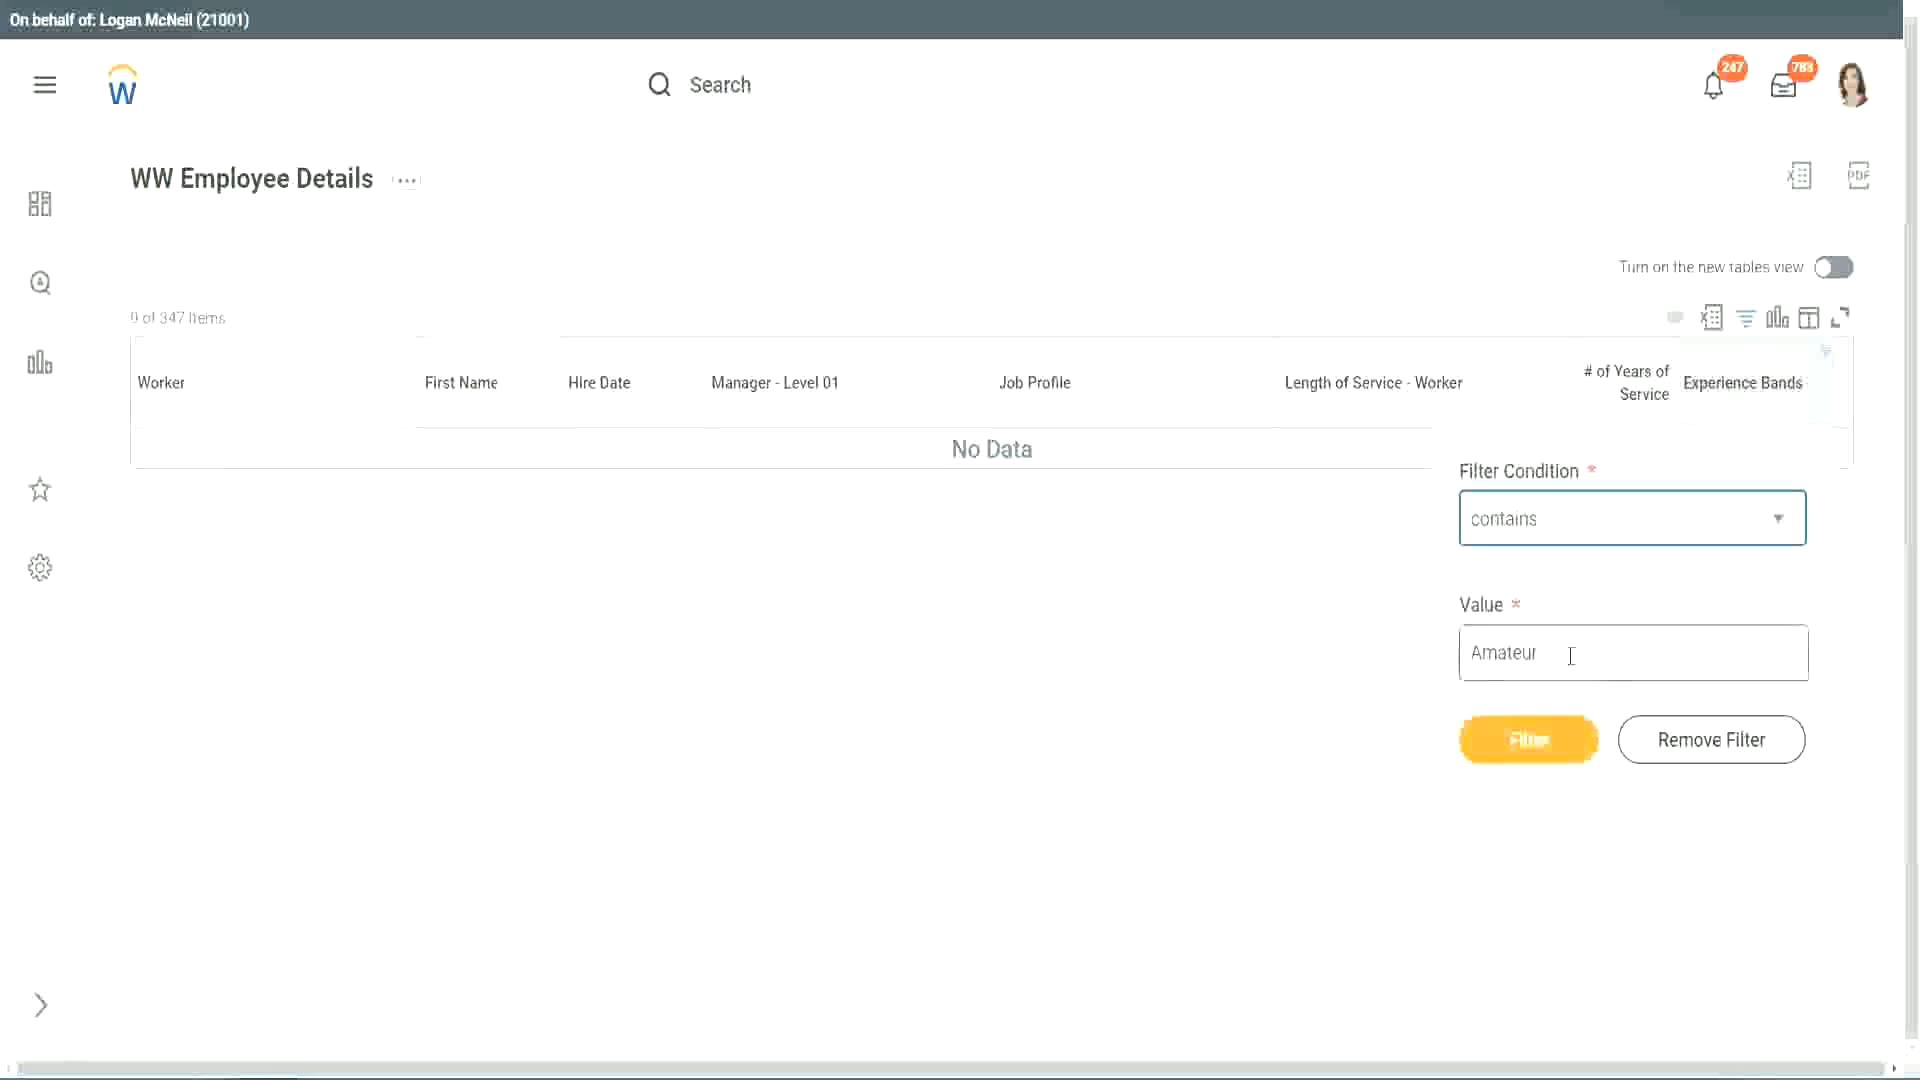 On behalf of: Logan McNeil (21001)
W
Search
247
783
WW Employee Details
X
PDF
Turn on the new tables view
0 of 347 items
X
Worker
First Name
Hire Date
Manager - Level 01
Job Profile
Length of Service - Worker
# of Years of
Service
Experience Bands
No Data
Filter Condition *
contains
Value *
Amateur
Filter
Remove Filter